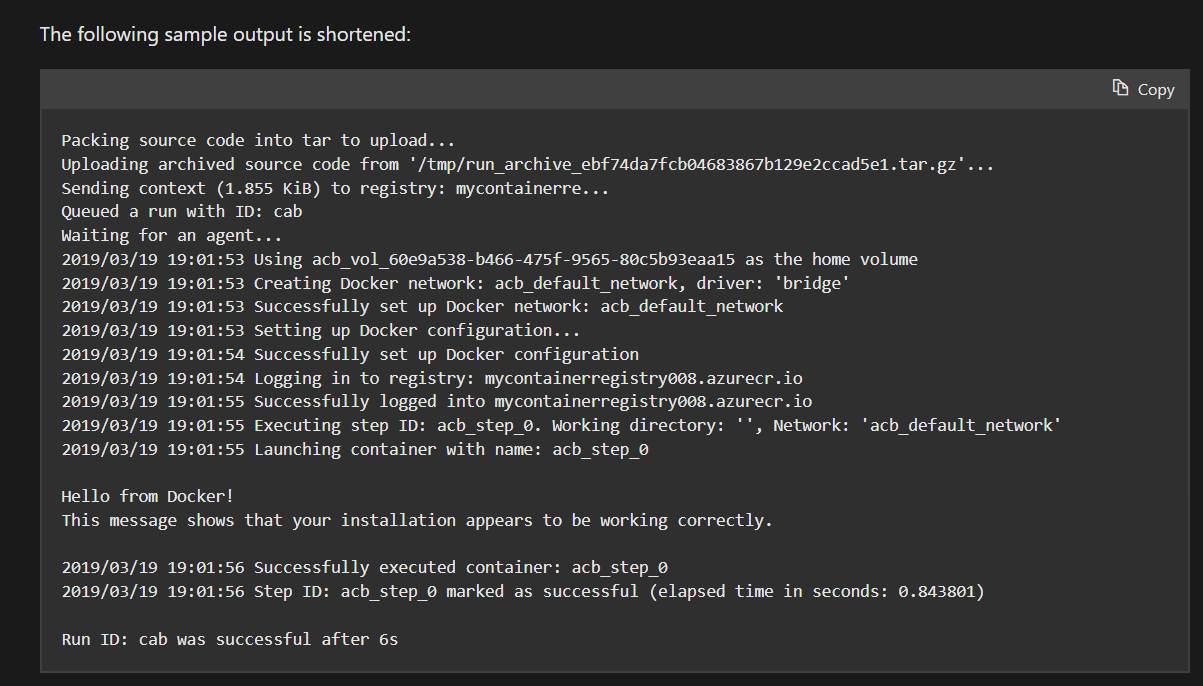 The following sample output is shortened:
Copy
Packing source code into tar to upload...
Uploading archived source code from '/tmp/run_archive_ebf74da7fcb04683867b129e2ccad5e1.tar.gz'...
Sending context (1.855 KiB) to registry: mycontainerre...
Queued a run with ID: cab
Waiting for an agent...
2019/03/19 19:01:53 Using acb_vol_60e9a538-b466-475f-9565-80c5b93eaa15 as the home volume
2019/03/19 19:01:53 Creating Docker network: acb_default_network, driver: 'bridge'
2019/03/19 19:01:53 Successfully set up Docker network: acb_default_network
2019/03/19 19:01:53 Setting up Docker configuration...
2019/03/19 19:01:54 Successfully set up Docker configuration
2019/03/19 19:01:54 Logging in to registry: mycontainerregistry008.azurecr.io
2019/03/19 19:01:55 Successfully logged into mycontainerregistry008.azurecr.io
2019/03/19 19:01:55 Executing step ID: acb_step_0. Working directory: '', Network: 'acb_default_network'
2019/03/19 19:01:55 Launching container with name: acb_step_0
Hello from Docker!
This message shows that your installation appears to be working correctly.
2019/03/19 19:01:56 Successfully executed container: acb_step_0
2019/03/19 19:01:56 Step ID: acb_step_0 marked as successful (elapsed time in seconds: 0.843801)
Run ID: cab was successful after 6s